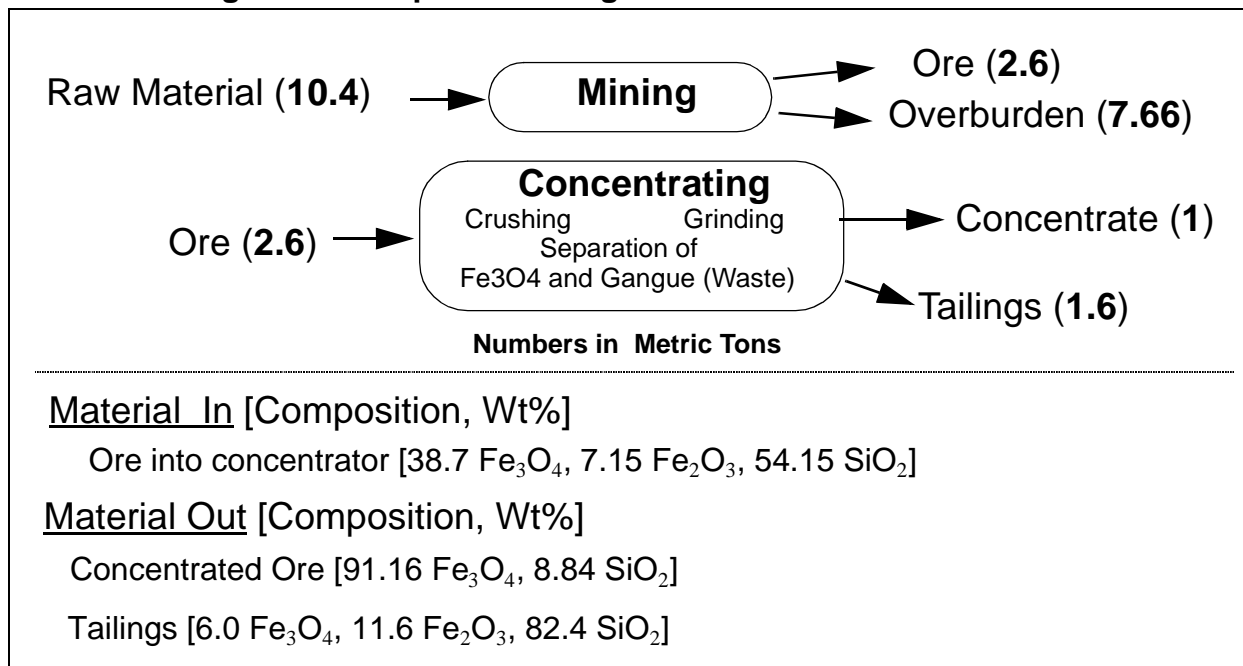 Raw Material (10.4)
Mining
Ore (2.6)
Overburden (7.66)
Ore (2.6)
Concentrating
Crushing Grinding
Separation of
Fe3O4 and Gangue (Waste)
Concentrate (1)
Tailings (1.6)
Numbers in Metric Tons
Material In [Composition, Wt%]
Ore into concentrator [38.7 Fe₃O₄, 7.15 Fe₂O₃, 54.15 SiO₂]
Material Out [Composition, Wt%]
Concentrated Ore [91.16 Fe₃O₄, 8.84 SiO₂]
Tailings [6.0 Fe₃O₄, 11.6 Fe₂O₃, 82.4 SiO₂]